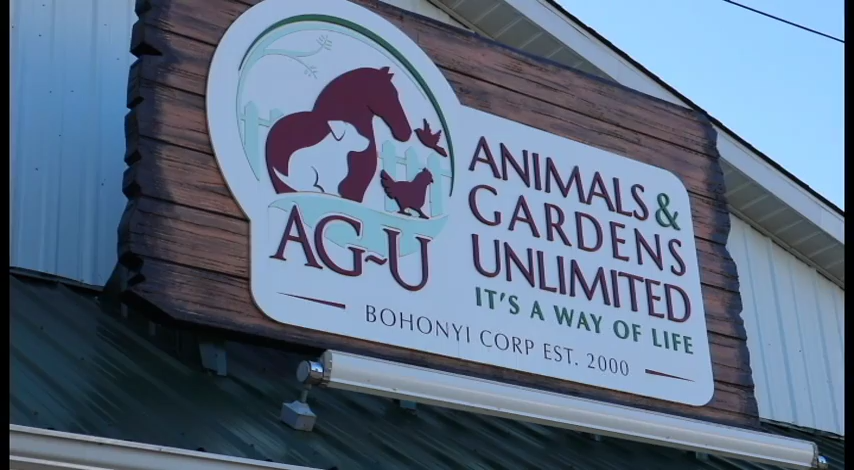 AG~U
ANIMALS &
GARDENS
UNLIMITED
IT'S A WAY OF LIFE
BOHONYI CORP EST. 2000